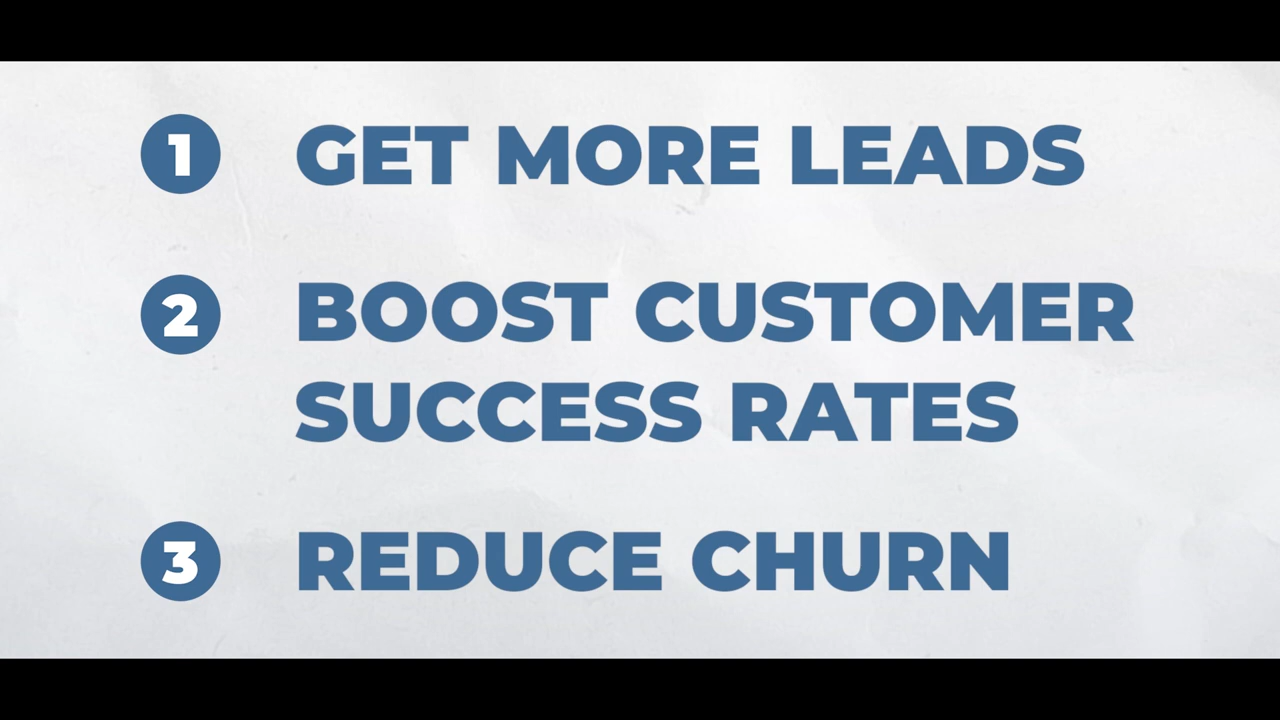 1 GET MORE LEADS
2 BOOST CUSTOMER
SUCCESS RATES
3 REDUCE CHURN